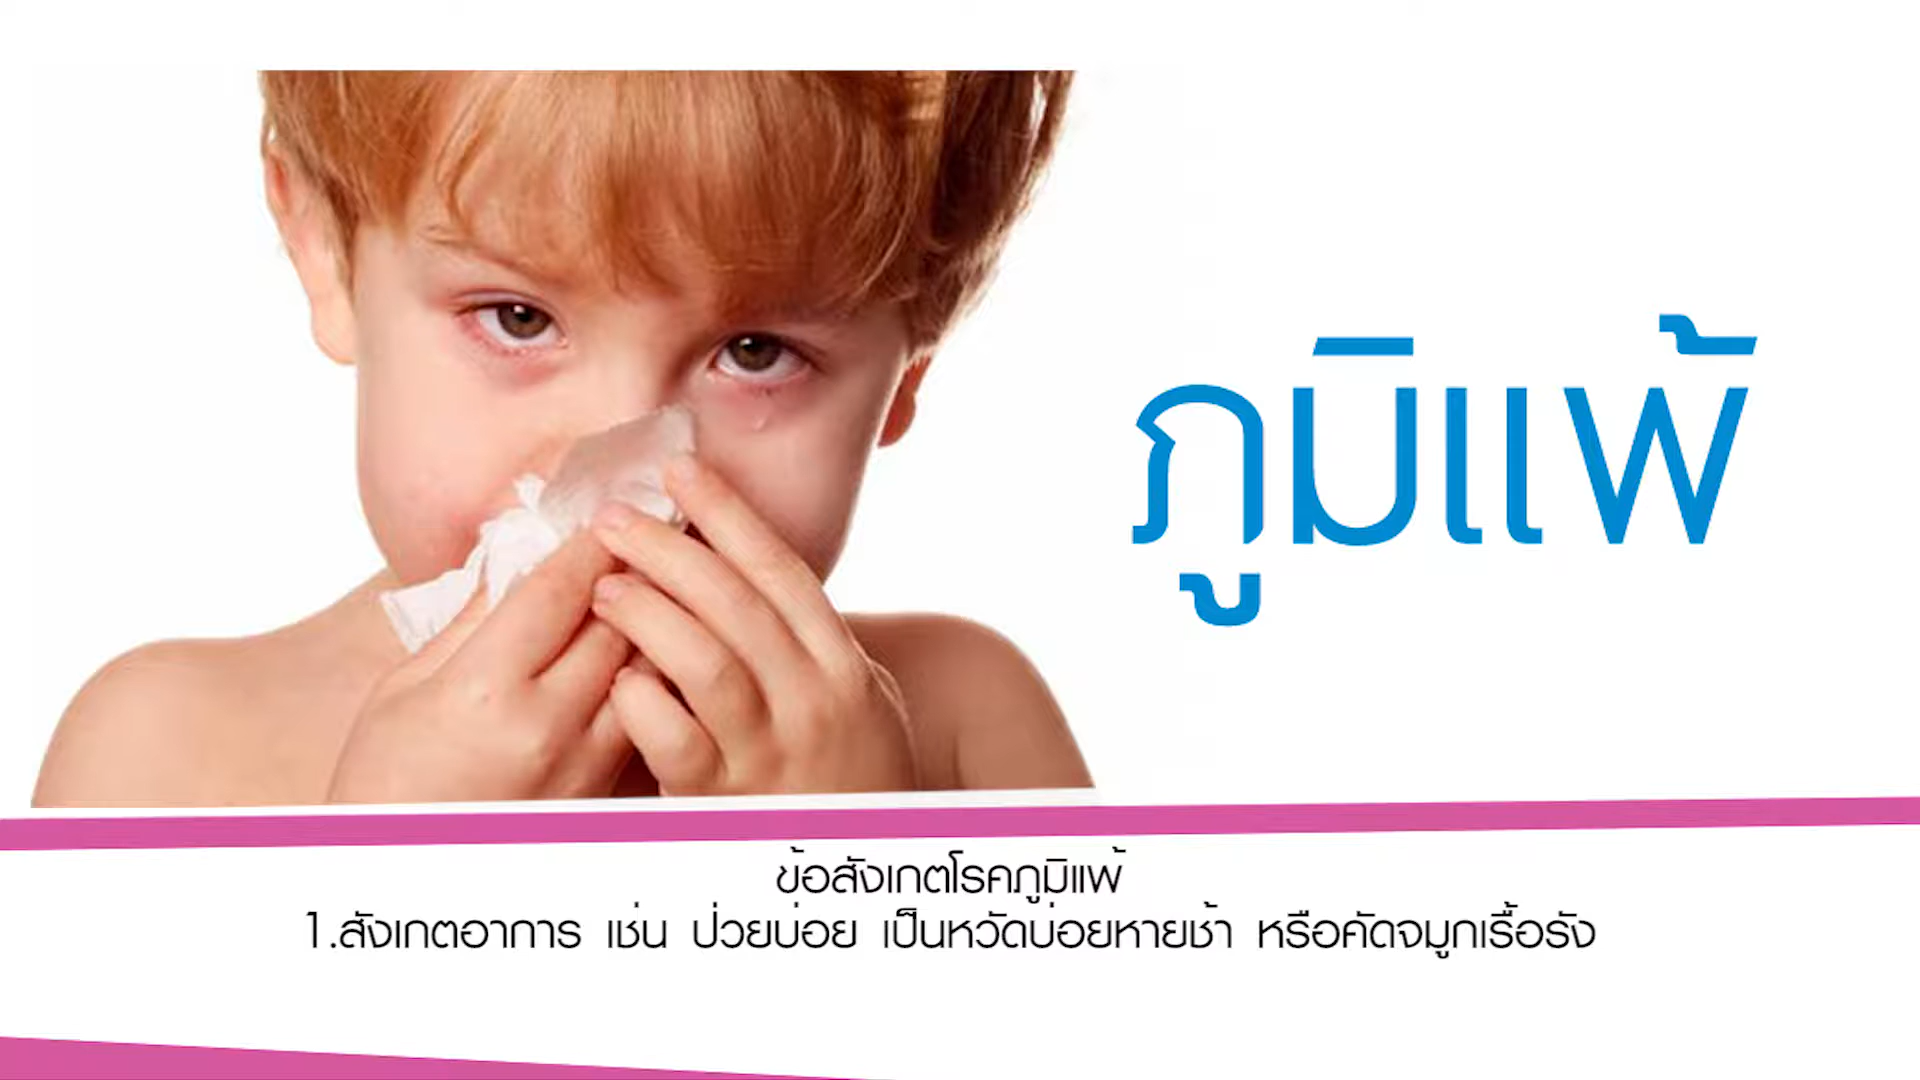 ภูมิแพ้
ข้อสังเกตโรคภูมิแพ้
1.สังเกตอาการ เช่น ป่วยบ่อย เป็นหวัดบ่อยหายช้า หรือคัดจมูกเรื้อรัง